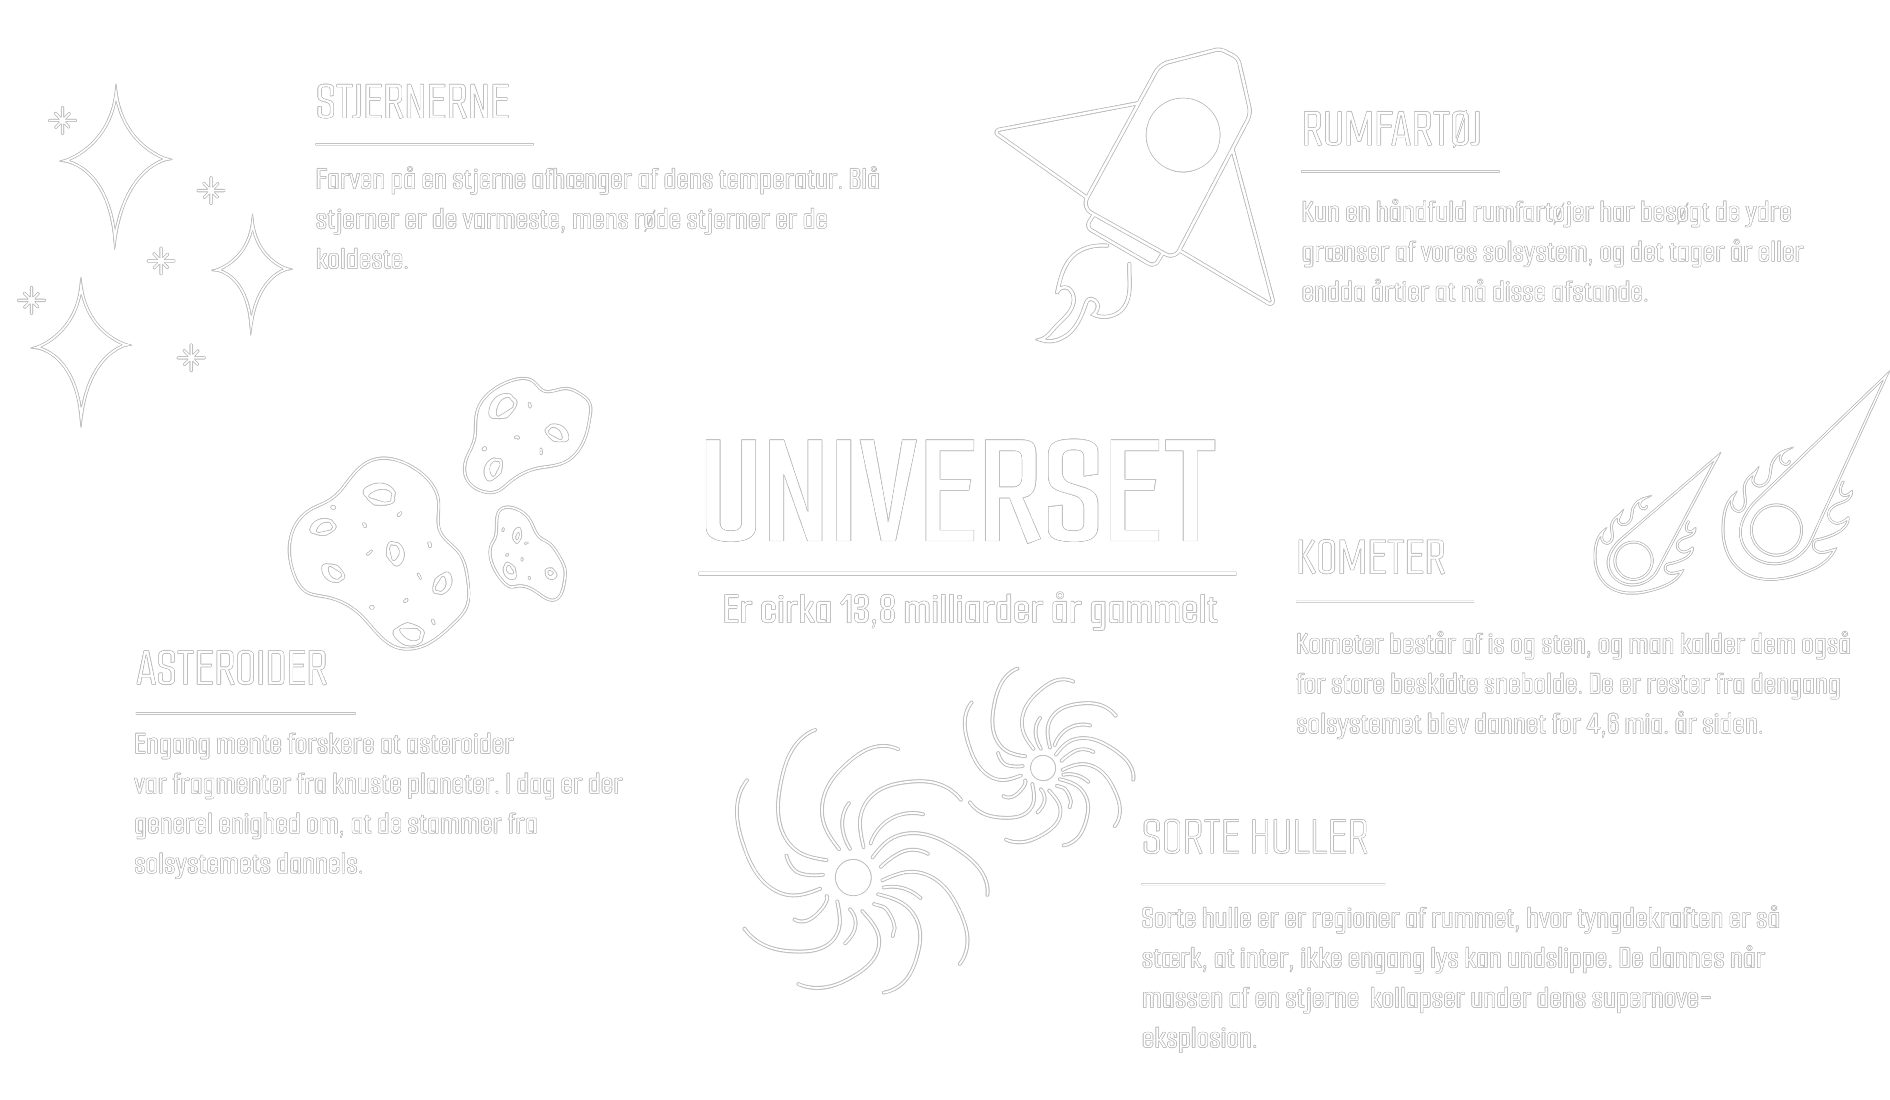 STJERNERNE
Farven på en stjerne afhænger af dens temperatur. Blå
stjerner er de varmeste, mens røde stjerner er de
koldeste.
RUMFARTØJ
Kun en håndfuld rumfartøjer har besøgt de ydre
grænser af vores solsystem, og det tager år eller
endda årtier at nå disse afstande.
UNIVERSET
Er cirka 13,8 milliarder år gammelt
KOMETER
Kometer består af is og sten, og man kalder dem også
for store beskidte snebolde. De er rester fra dengang
solsystemet blev dannet for 4,6 mia. år siden.
ASTEROIDER
Engang mente forskere at asteroider
var fragmenter fra knuste planeter. I dag er der
generel enighed om, at de stammer fra
solsystemets dannels.
SORTE HULLER
Sorte hulle er er regioner af rummet, hvor tyngdekraften er så
stærk, at inter, ikke engang lys kan undslippe. De dannes når
massen af en stjerne  kollapser under dens supernove-
eksplosion.